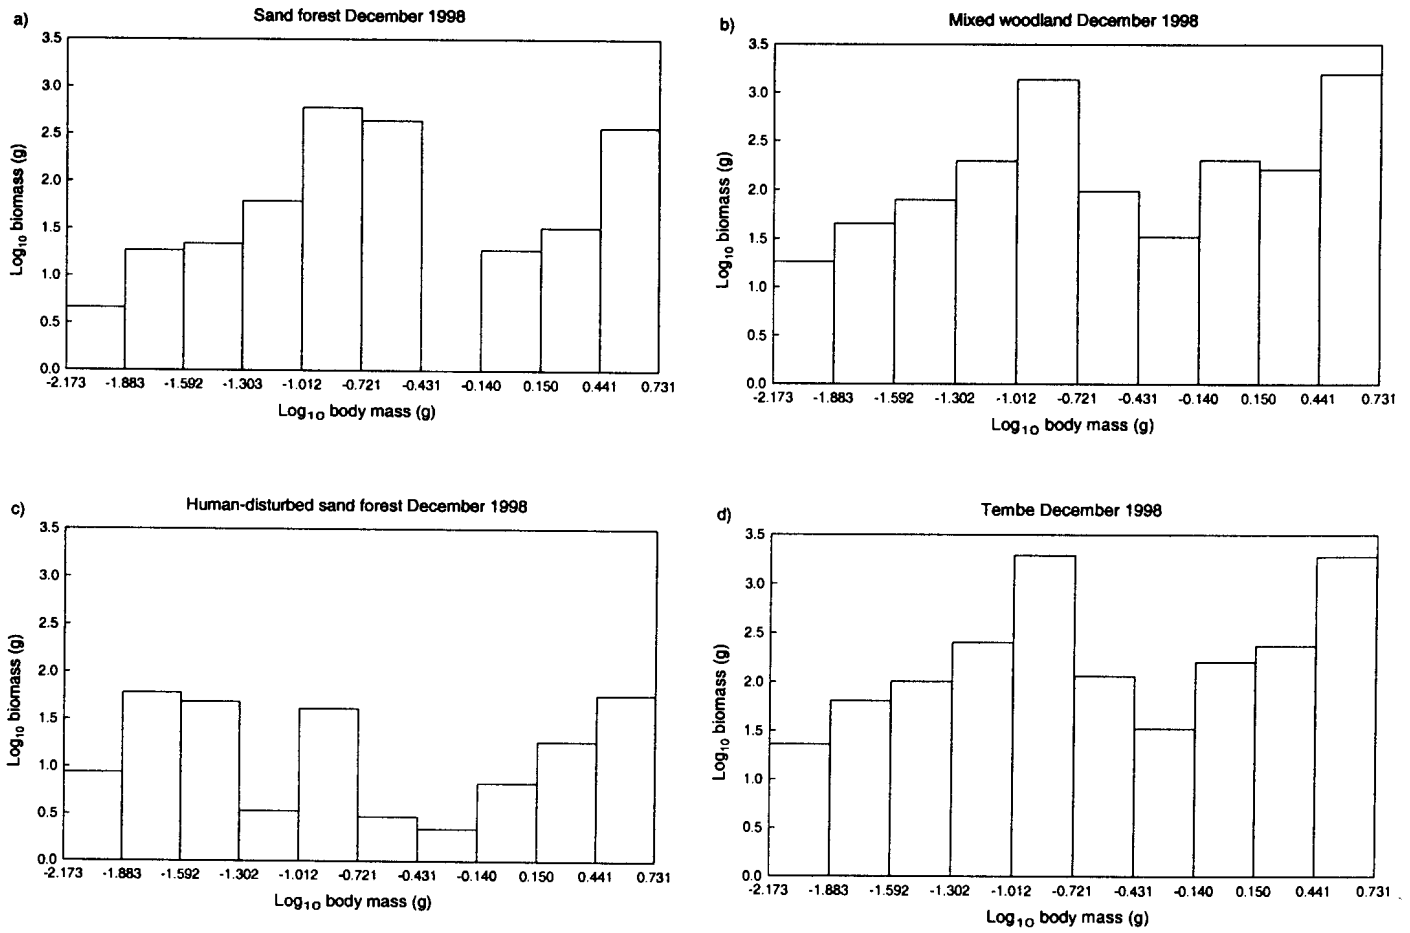 a)
Sand forest December 1998
3.5
3.0
2.5
2.0
1.5
1.0
0.5
0.0
Log10 biomass (g)
-2.173 -1.883 -1.592 -1.303 -1.012 -0.721 -0.431 -0.140 0.150 0.441 0.731
Log10 body mass (g)
b)
Mixed woodland December 1998
3.5
3.0
2.5
2.0
1.5
1.0
0.5
0.0
Log10 biomass (g)
-2.173 -1.883 -1.592 -1.302 -1.012 -0.721 -0.431 -0.140 0.150 0.441 0.731
Log10 body mass (g)
c)
Human-disturbed sand forest December 1998
3.5
3.0
2.5
2.0
1.5
1.0
0.5
0.0
Log10 biomass (g)
-2.173 -1.883 -1.592 -1.302 -1.012 -0.721 -0.431 -0.140 0.150 0.441 0.731
Log10 body mass (g)
d)
Tembe December 1998
3.5
3.0
2.5
2.0
1.5
1.0
0.5
0.0
Log10 biomass (g)
-2.173 -1.883 -1.592 -1.302 -1.012 -0.721 -0.431 -0.140 0.150 0.441 0.731
Log10 body mass (g)